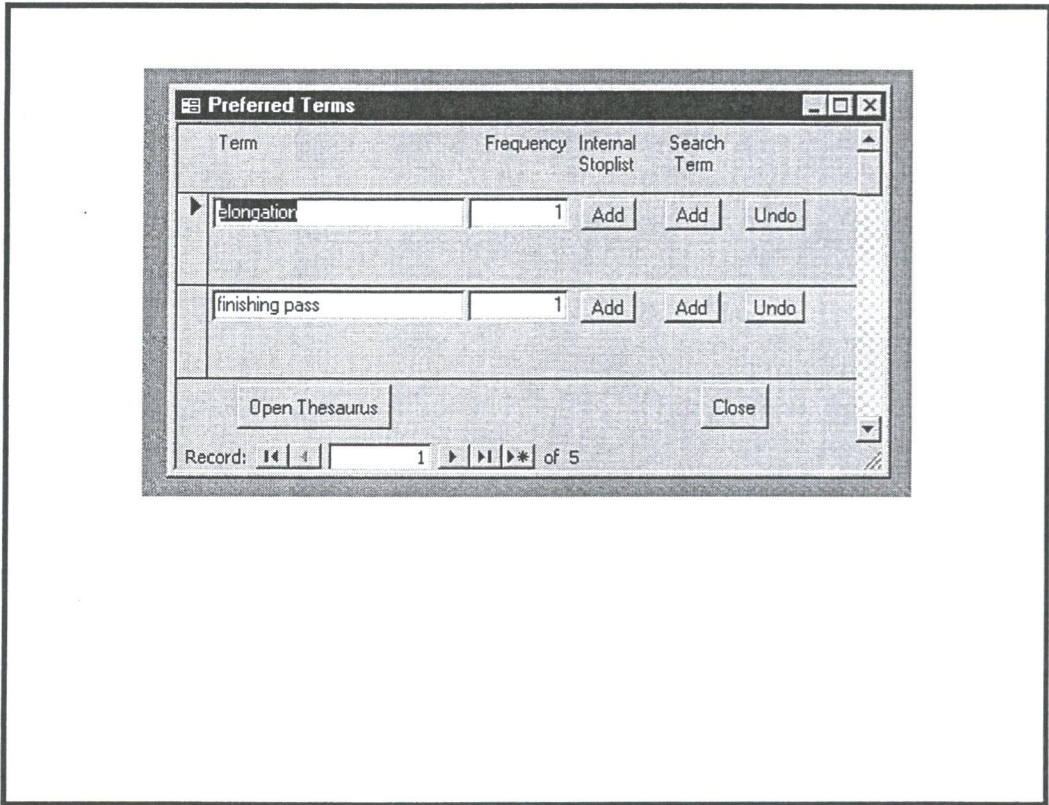 Preferred Terms
Term Frequency Internal Stoplist Search Term
elongation 1 Add Add Undo
finishing pass 1 Add Add Undo
Open Thesaurus Close
Record: 1 of 5